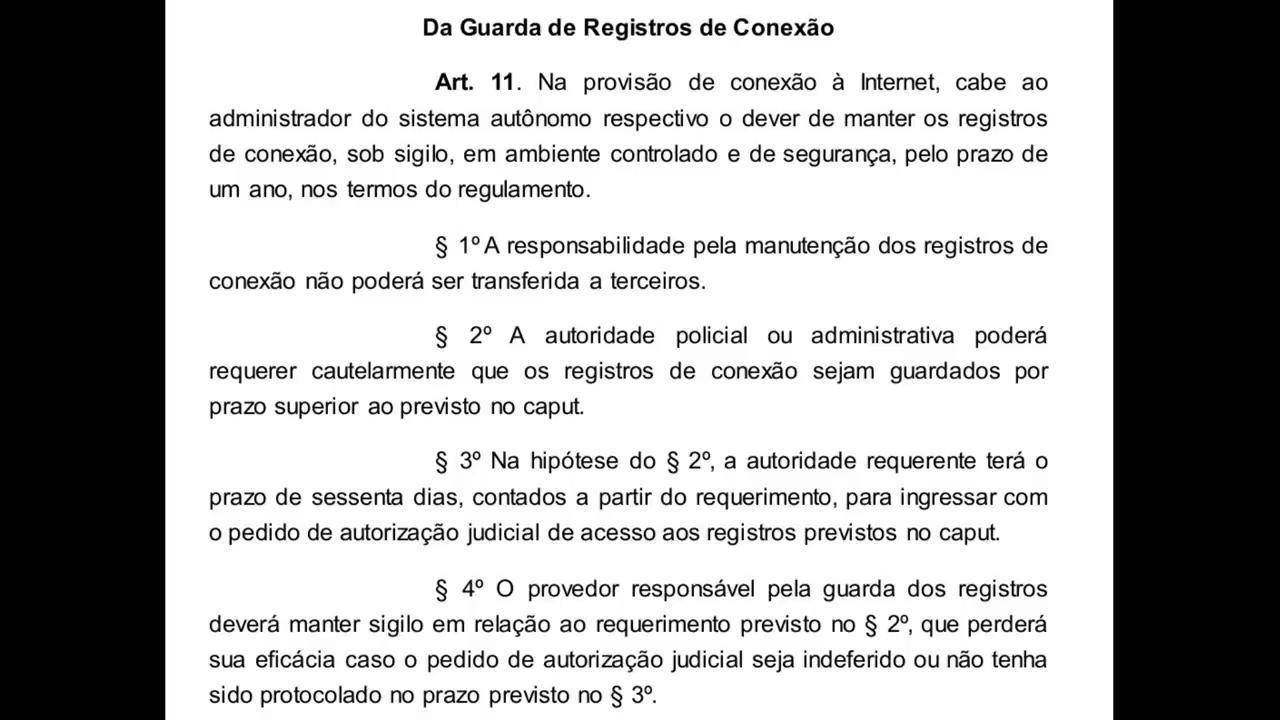 Da Guarda de Registros de Conexão
Art. 11. Na provisão de conexão à Internet, cabe ao
administrador do sistema autônomo respectivo o dever de manter os registros
de conexão, sob sigilo, em ambiente controlado e de segurança, pelo prazo de
um ano, nos termos do regulamento.
§ 1º A responsabilidade pela manutenção dos registros de
conexão não poderá ser transferida a terceiros.
§ 2º A autoridade policial ou administrativa poderá
requerer cautelarmente que os registros de conexão sejam guardados por
prazo superior ao previsto no caput.
§ 3º Na hipótese do § 2º, a autoridade requerente terá o
prazo de sessenta dias, contados a partir do requerimento, para ingressar com
o pedido de autorização judicial de acesso aos registros previstos no caput.
§ 4º O provedor responsável pela guarda dos registros
deverá manter sigilo em relação ao requerimento previsto no § 2º, que perderá
sua eficácia caso o pedido de autorização judicial seja indeferido ou não tenha
sido protocolado no prazo previsto no § 3º.